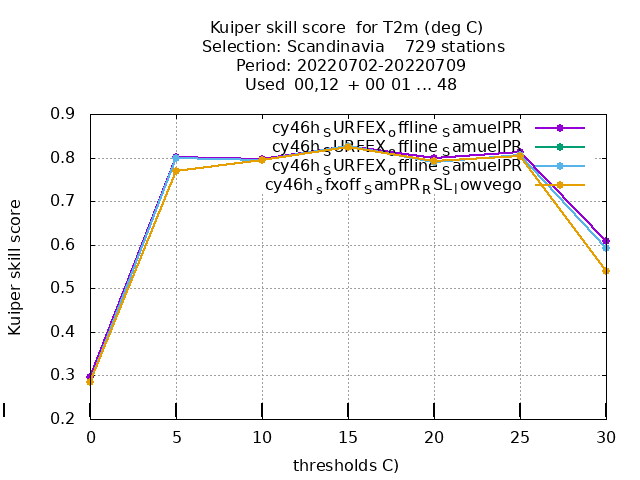 Kuiper skill score for T2m (deg C)
Selection: Scandinavia 729 stations
Period: 20220702-20220709
Used 00,12 + 00 01 ... 48
cy46h_SURFEX_offline_SamuelPR
cy46h_SURFEX_offline_SamuelPR
cy46h_SURFEX_offline_SamuelPR
cy46h_sfxoff_SamPR_RSL_lowvego
0.9
0.8
0.7
0.6
0.5
0.4
0.3
0.2
Kuiper skill score
0 5 10 15 20 25 30
thresholds C)